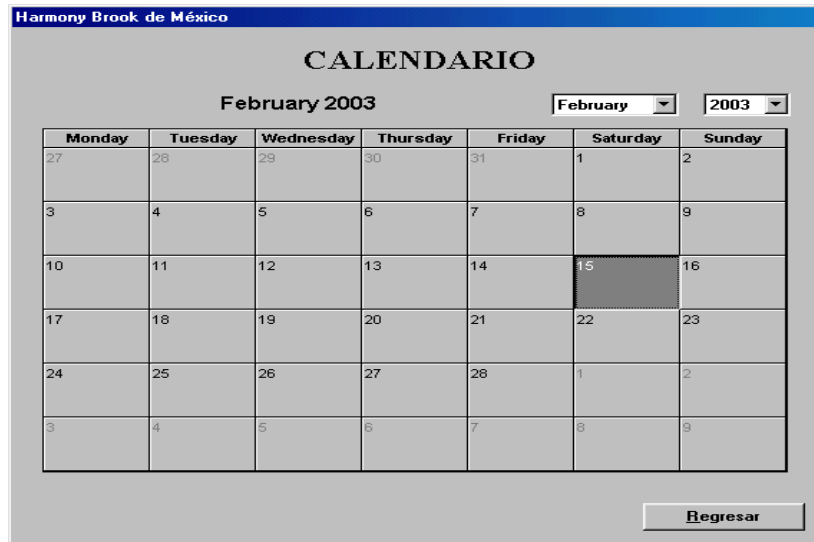 Harmony Brook de México
CALENDARIO
February 2003 February 2003
Monday Tuesday Wednesday Thursday Friday Saturday Sunday
27 28 29 30 31 1 2
3 4 5 6 7 8 9
10 11 12 13 14 15 16
17 18 19 20 21 22 23
24 25 26 27 28 1 2
3 4 5 6 7 8 9
Regresar